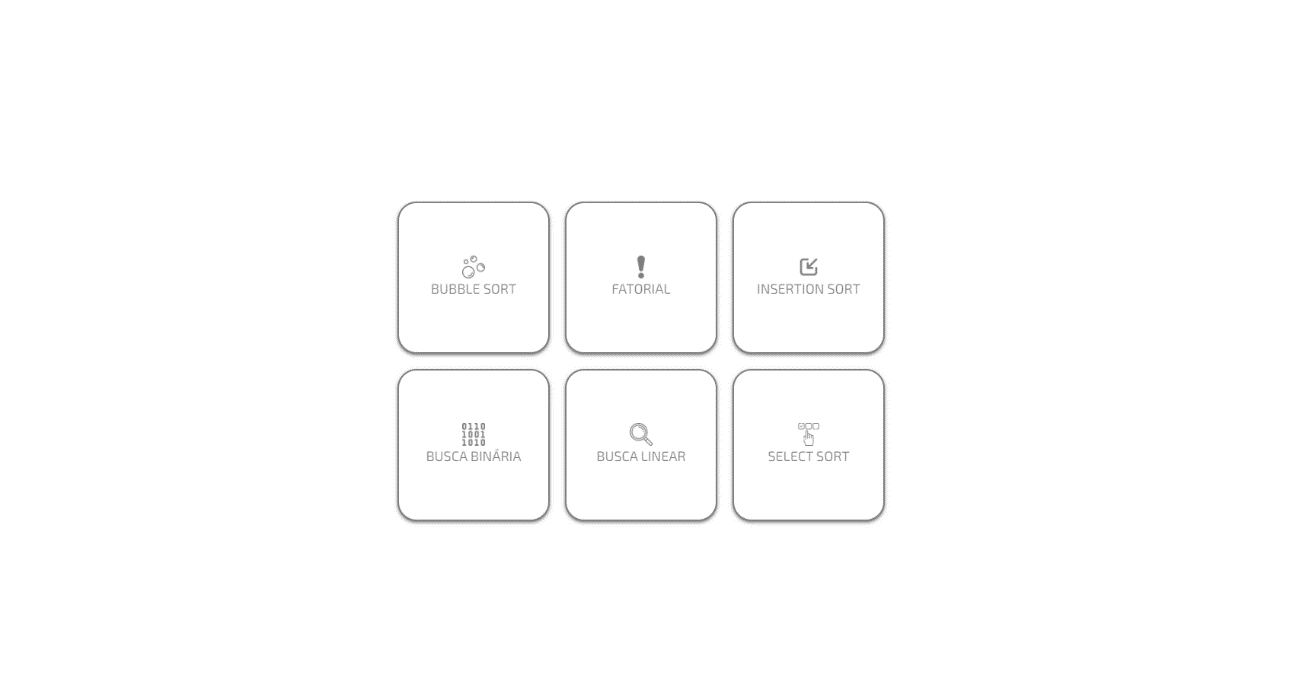 BUBBLE SORT
FATORIAL
INSERTION SORT
0110
1001
1010
BUSCA BINÁRIA
BUSCA LINEAR
SELECT SORT